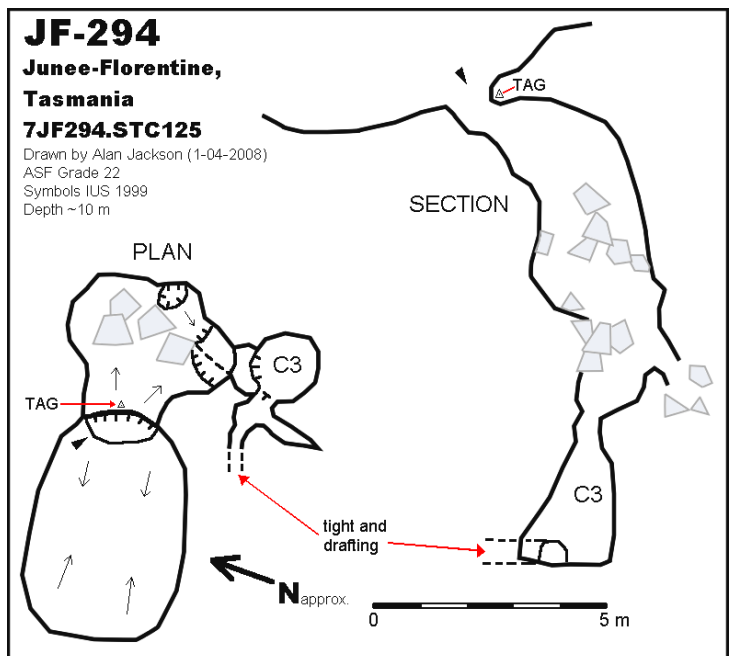 JF-294
Junee-Florentine,
Tasmania
7JF294.STC125
Drawn by Alan Jackson (1-04-2008)
ASF Grade 22
Symbols IUS 1999
Depth ~10 m
TAG
SECTION
PLAN
C3
TAG
C3
tight and
drafting
N approx.
0 5 m